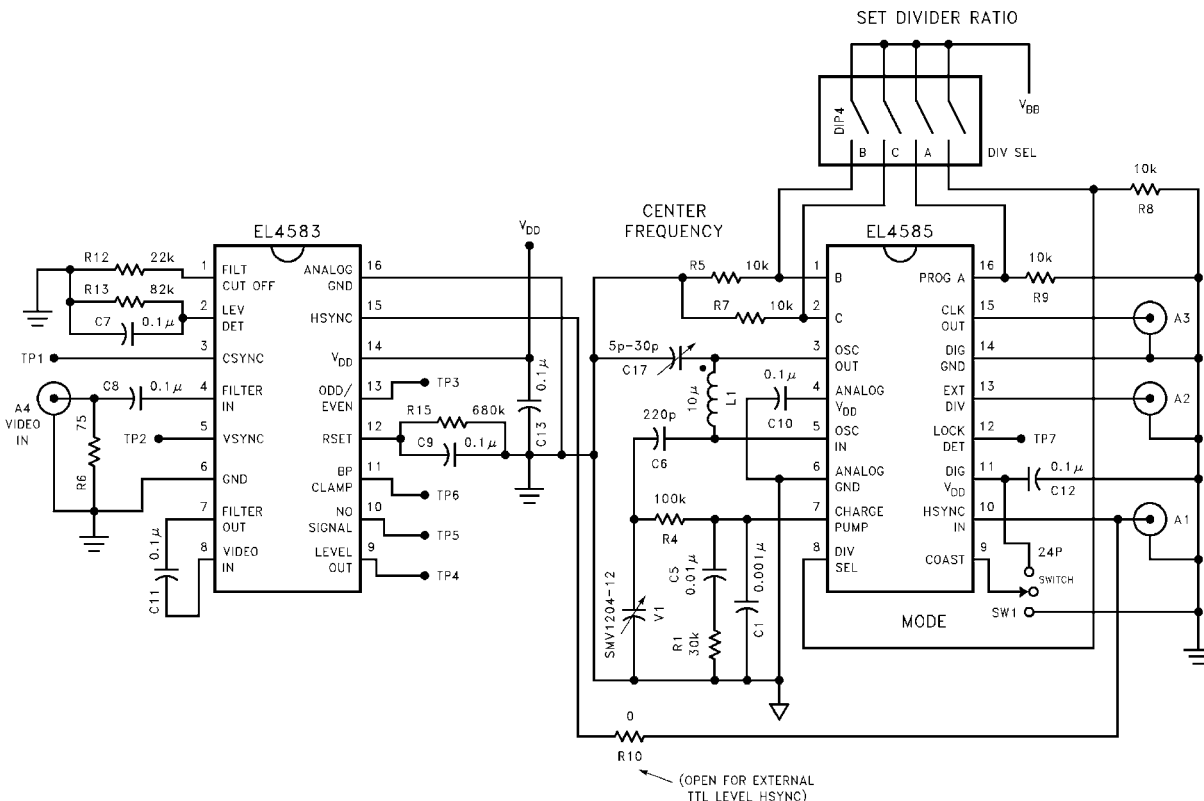 SET DIVIDER RATIO
DIP4
B C A
V_BB
DIV SEL
10k
R8
CENTER
FREQUENCY
V_DD
EL4583
R12 22k
R13 82k
C7 0.1μ
1 FILT
CUT OFF
2 LEV
DET
3 CSYNC
TP1
4 FILTER
IN
C8 0.1μ
A4
VIDEO
IN
75
R6
5 VSYNC
TP2
6 GND
7 FILTER
OUT
8 VIDEO
IN
C11 0.1μ
ANALOG 16
GND
HSYNC 15
V_DD 14
ODD/ 13
EVEN
TP3
RSET 12
R15 680k
C9 0.1μ
0.1μ
C13
BP 11
CLAMP
TP6
NO 10
SIGNAL
TP5
LEVEL 9
OUT
TP4
EL4585
R5 10k
R7 10k
1 B
2 C
3 OSC
OUT
5p-30p
C17
10μ
L1
4 ANALOG
V_DD
0.1μ
C10
5 OSC
IN
220p
C6
6 ANALOG
GND
7 CHARGE
PUMP
100k
R4
8 DIV
SEL
C5
0.01μ
0.001μ
C1
SMV1204-12
V1
R1
30k
PROG A 16
10k
R9
CLK 15
OUT
A3
DIG 14
GND
EXT 13
DIV
A2
LOCK 12
DET
TP7
DIG 11
V_DD
0.1μ
C12
HSYNC 10
IN
A1
COAST 9
24P
SWITCH
SW1
MODE
0
R10
(OPEN FOR EXTERNAL
TTL LEVEL HSYNC)